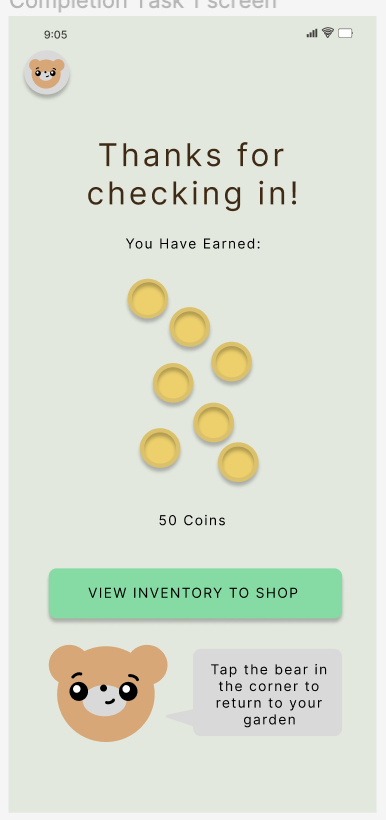 Completion Task 1 screen
9:05
Thanks for
checking in!
You Have Earned:
50 Coins
VIEW INVENTORY TO SHOP
Tap the bear in
the corner to
return to your
garden